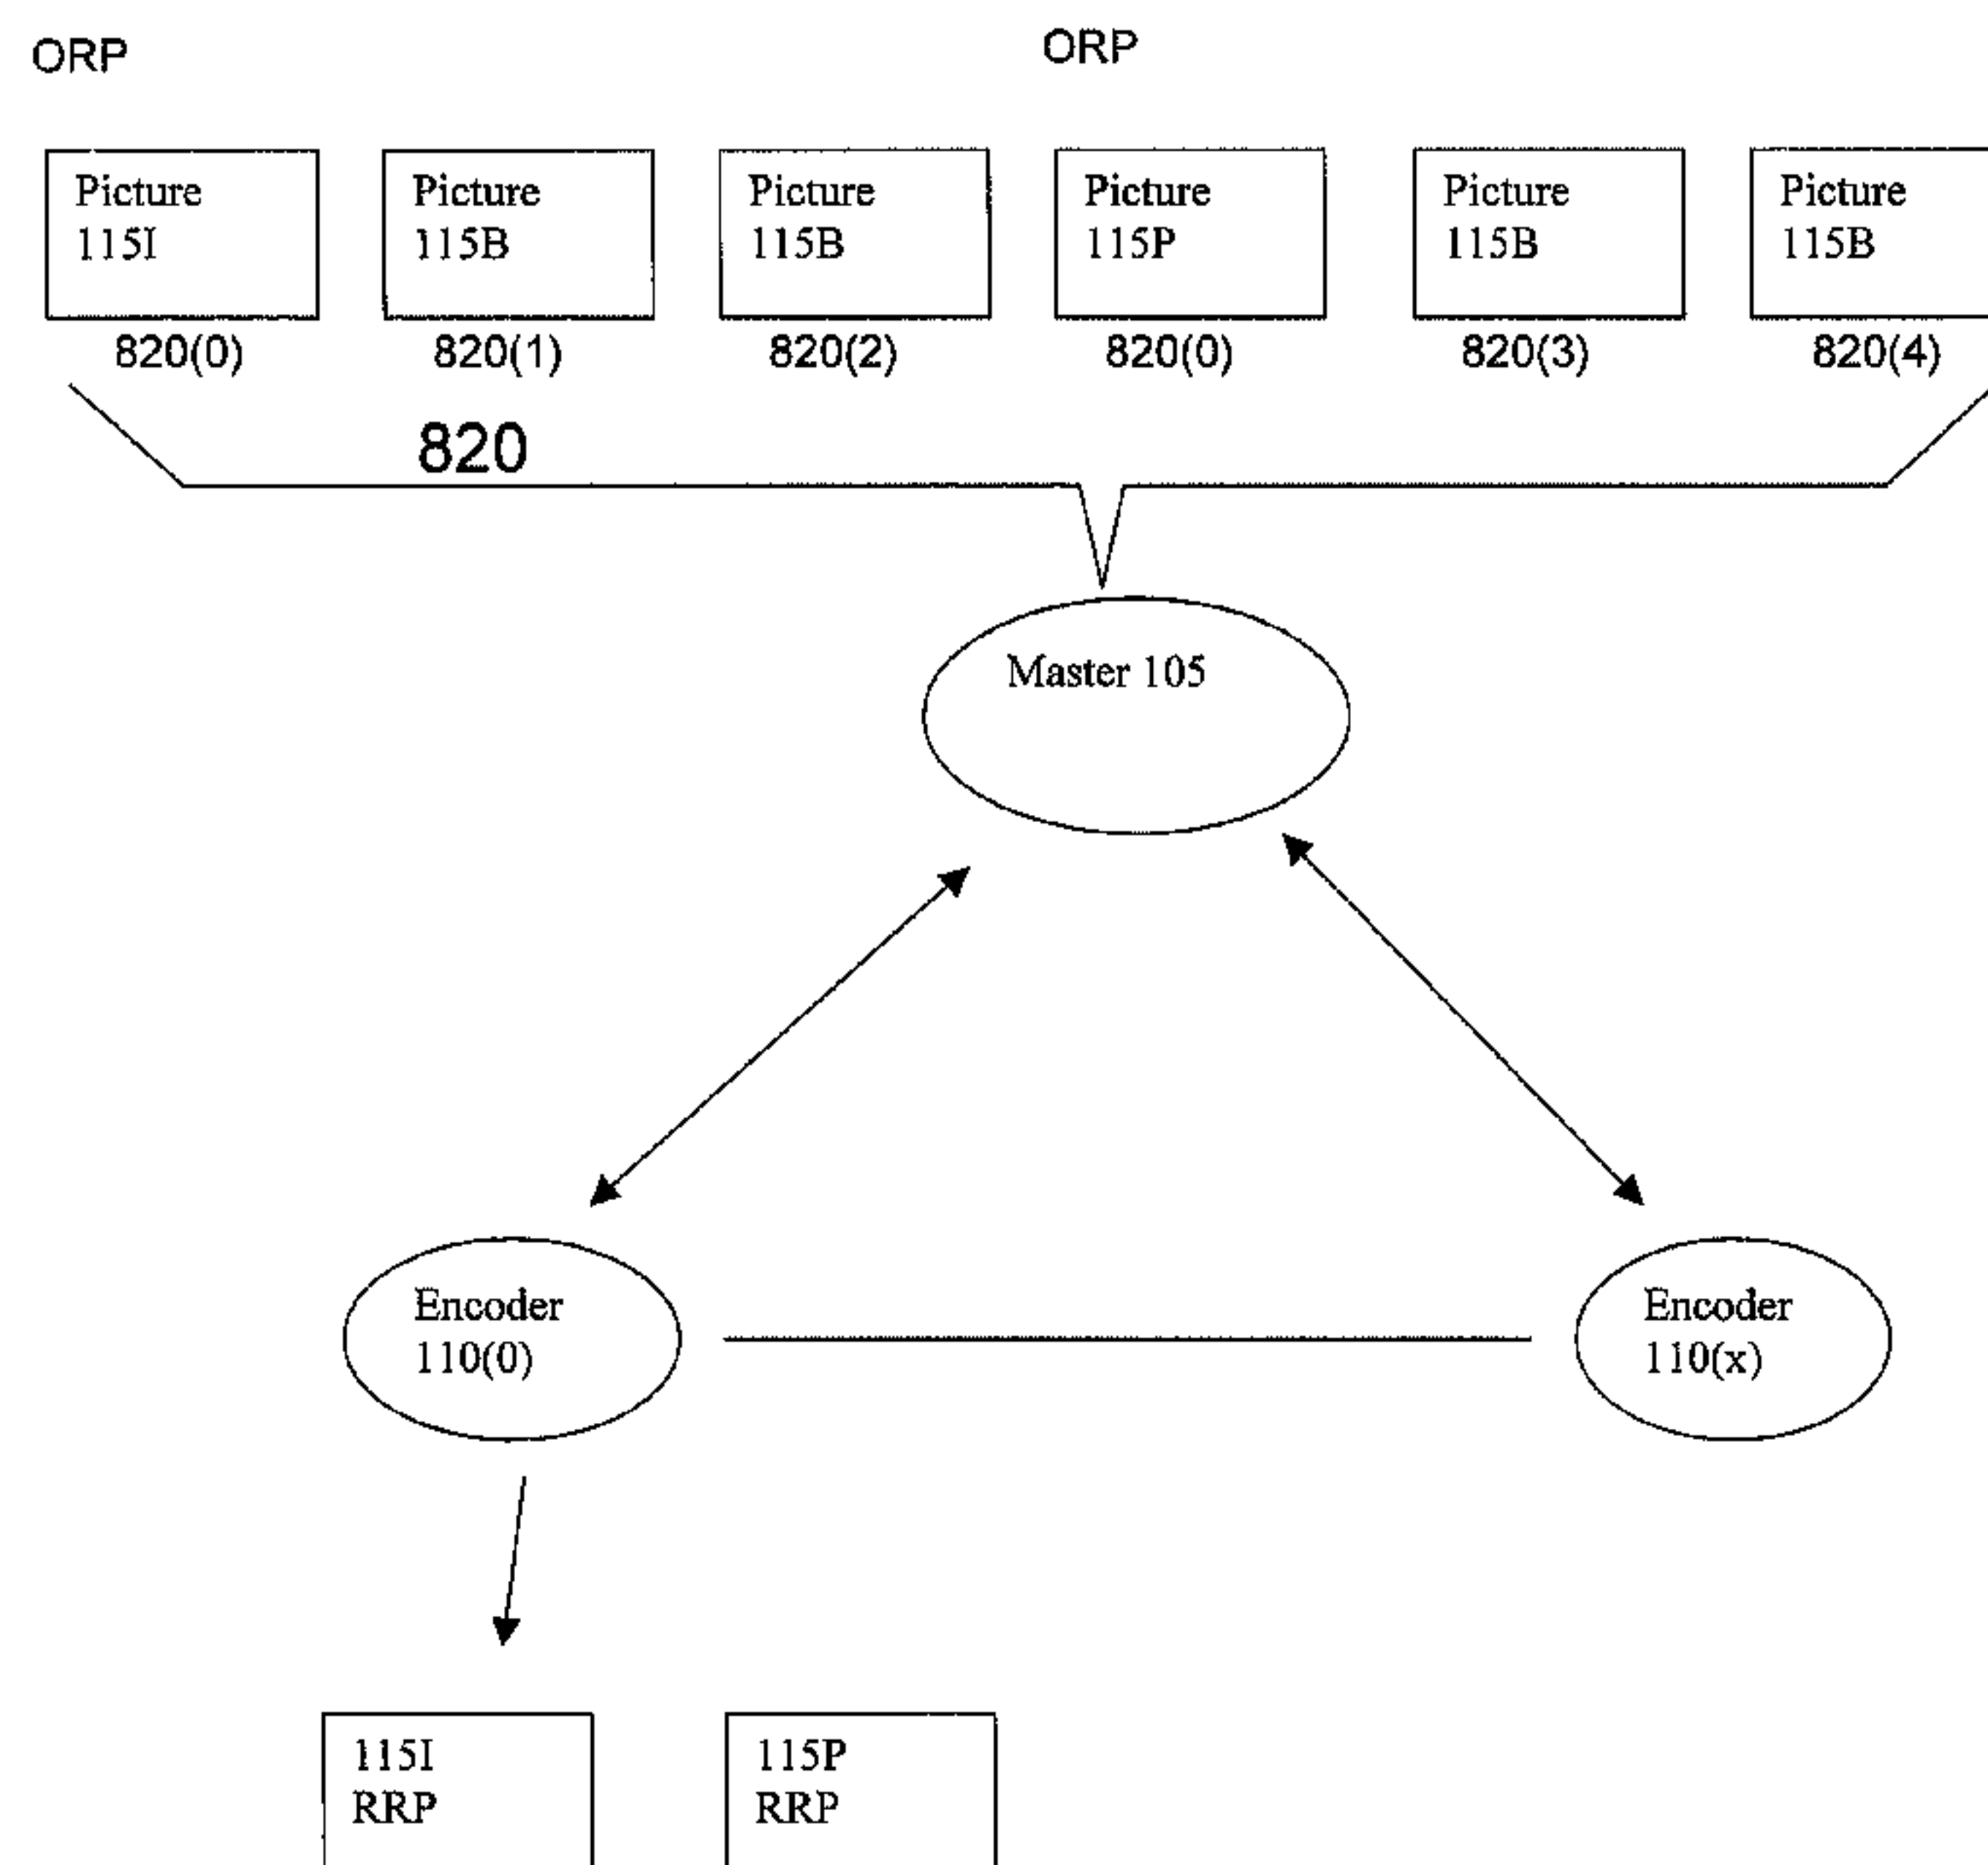 ORP
ORP
Picture
115I
Picture
115B
Picture
115B
Picture
115P
Picture
115B
Picture
115B
820(0)
820(1)
820(2)
820(0)
820(3)
820(4)
820
Master 105
Encoder
110(0)
Encoder
110(x)
115I
RRP
115P
RRP